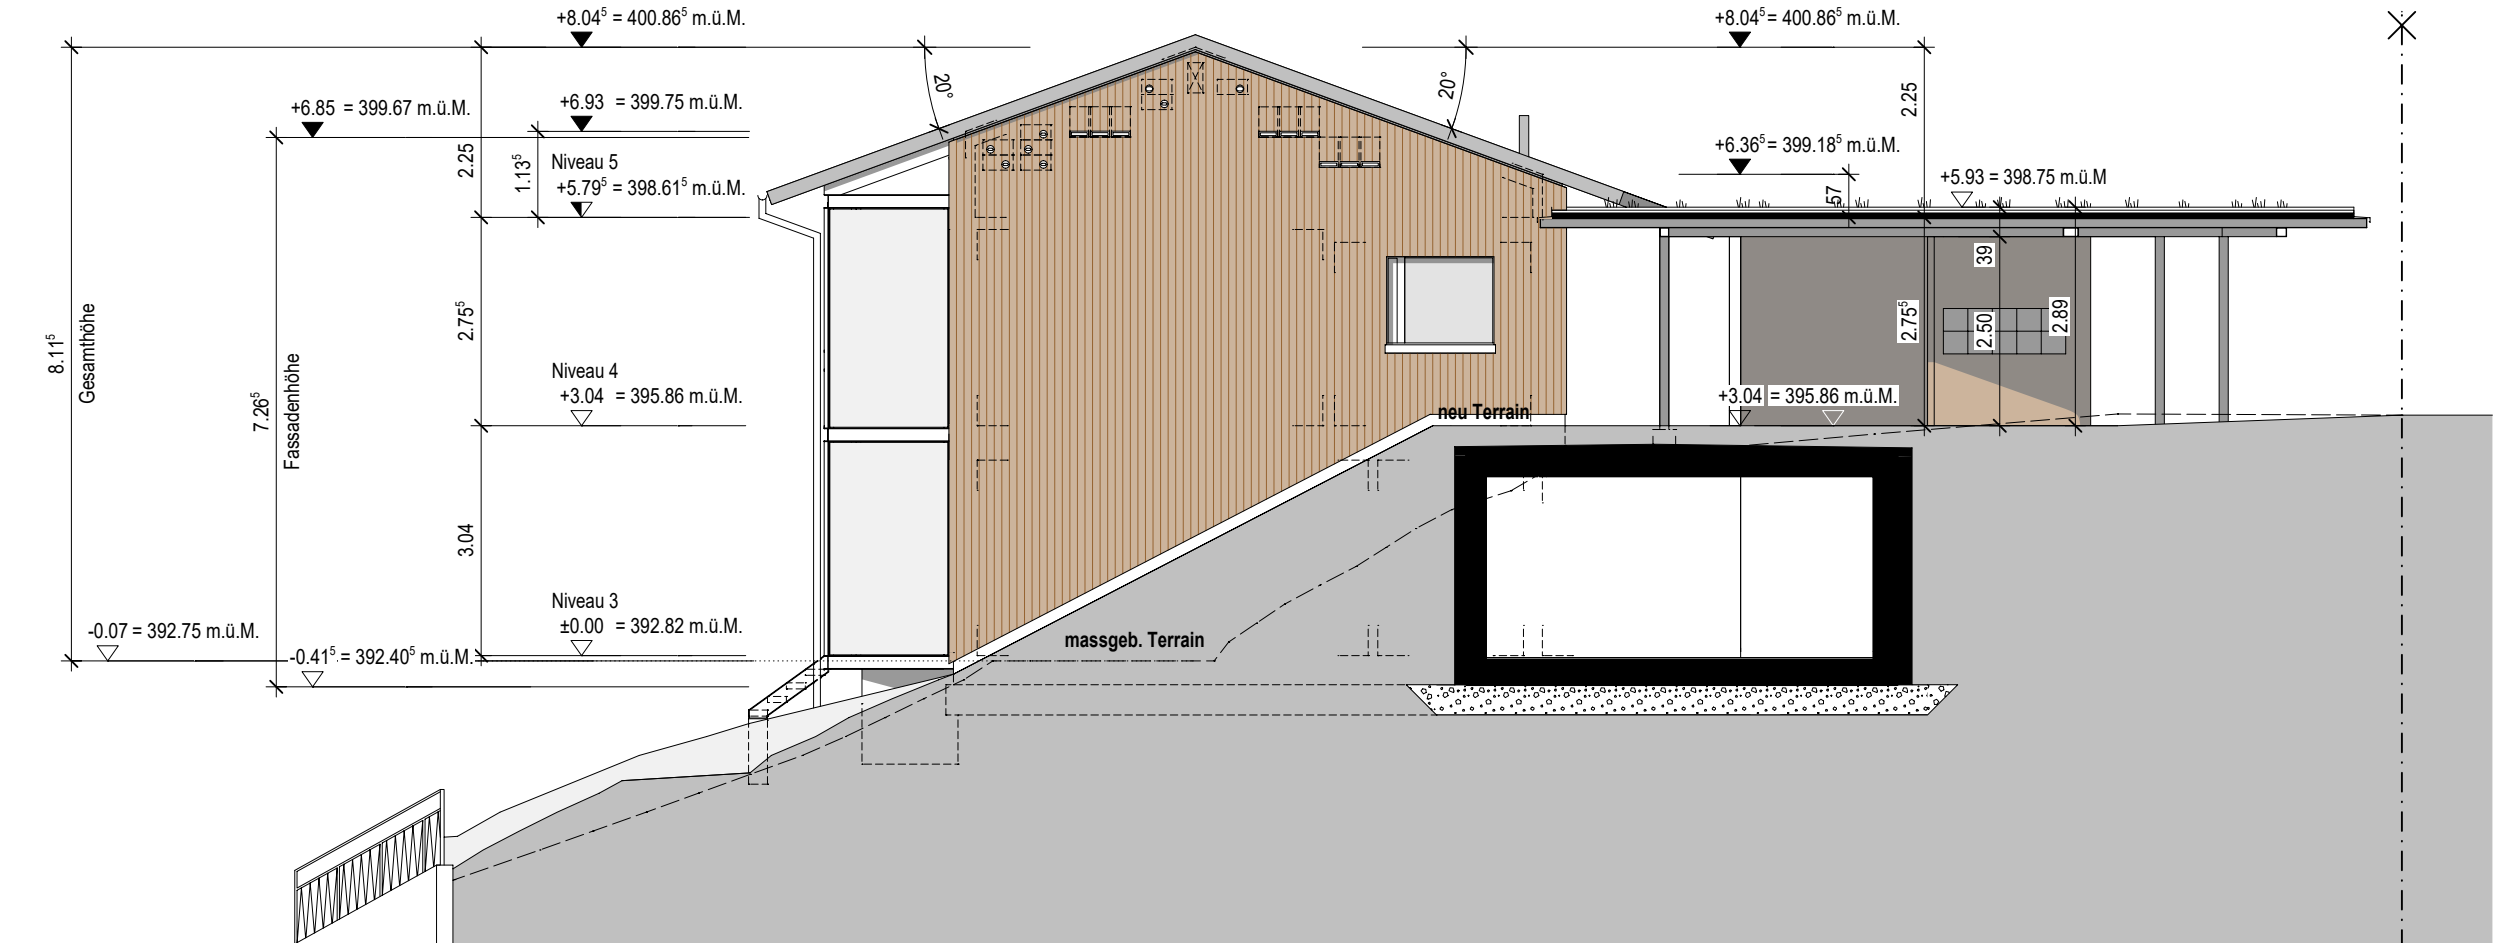 +8.04⁵ = 400.86⁵ m.ü.M.
+8.04⁵ = 400.86⁵ m.ü.M.
20°
20°
+6.85 = 399.67 m.ü.M.
+6.93 = 399.75 m.ü.M.
2.25
2.25
1.13⁵
Niveau 5
+5.79⁵ = 398.61⁵ m.ü.M.
+6.36⁵ = 399.18⁵ m.ü.M.
57
+5.93 = 398.75 m.ü.M
39
2.75⁵
2.50
2.89
8.11⁵
Gesamthöhe
7.26⁵
Fassadenhöhe
2.75⁵
Niveau 4
+3.04 = 395.86 m.ü.M.
neu Terrain
+3.04 = 395.86 m.ü.M.
3.04
Niveau 3
±0.00 = 392.82 m.ü.M.
-0.07 = 392.75 m.ü.M.
-0.41⁵ = 392.40⁵ m.ü.M.
massgeb. Terrain